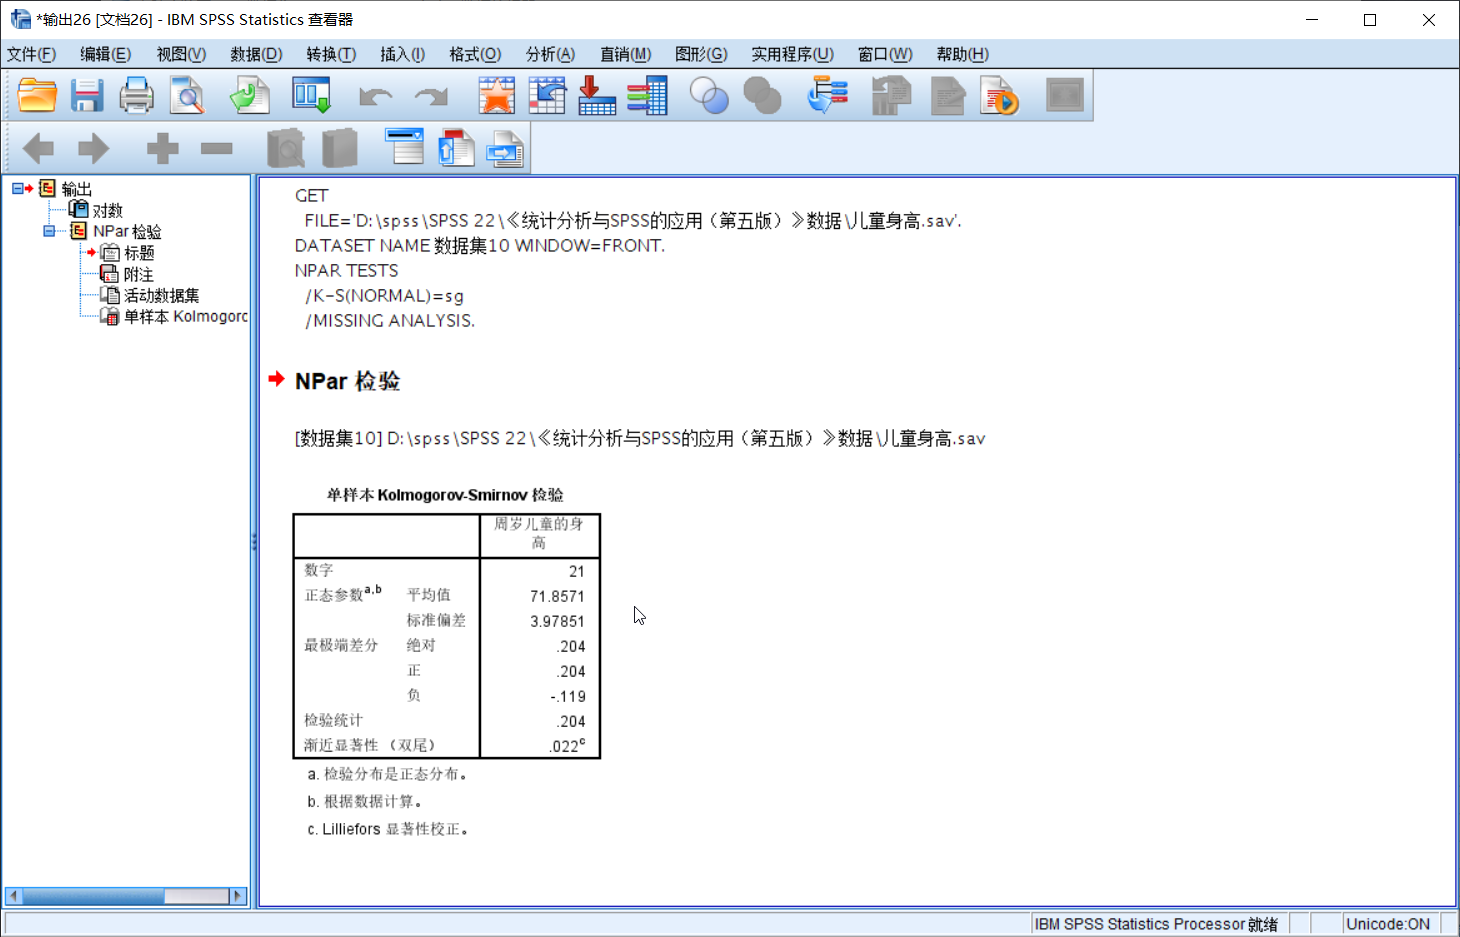 *输出26 [文档26] - IBM SPSS Statistics 查看器
文件(F) 编辑(E) 视图(V) 数据(D) 转换(T) 插入(I) 格式(O) 分析(A) 直销(M) 图形(G) 实用程序(U) 窗口(W) 帮助(H)
输出
对数
NPar 检验
标题
附注
活动数据集
单样本 Kolmogoro
GET
FILE='D:\spss\SPSS 22\《统计分析与SPSS的应用（第五版）》数据\儿童身高.sav'.
DATASET NAME 数据集10 WINDOW=FRONT.
NPAR TESTS
/K-S(NORMAL)=sg
/MISSING ANALYSIS.
NPar 检验
[数据集10] D:\spss\SPSS 22\《统计分析与SPSS的应用（第五版）》数据\儿童身高.sav
单样本 Kolmogorov-Smirnov 检验
周岁儿童的身
高
数字 21
正态参数a,b 平均值 71.8571
标准偏差 3.97851
最极端差分 绝对 .204
正 .204
负 -.119
检验统计 .204
渐近显著性（双尾） .022c
a. 检验分布是正态分布。
b. 根据数据计算。
c. Lilliefors 显著性校正。
IBM SPSS Statistics Processor 就绪 Unicode:ON